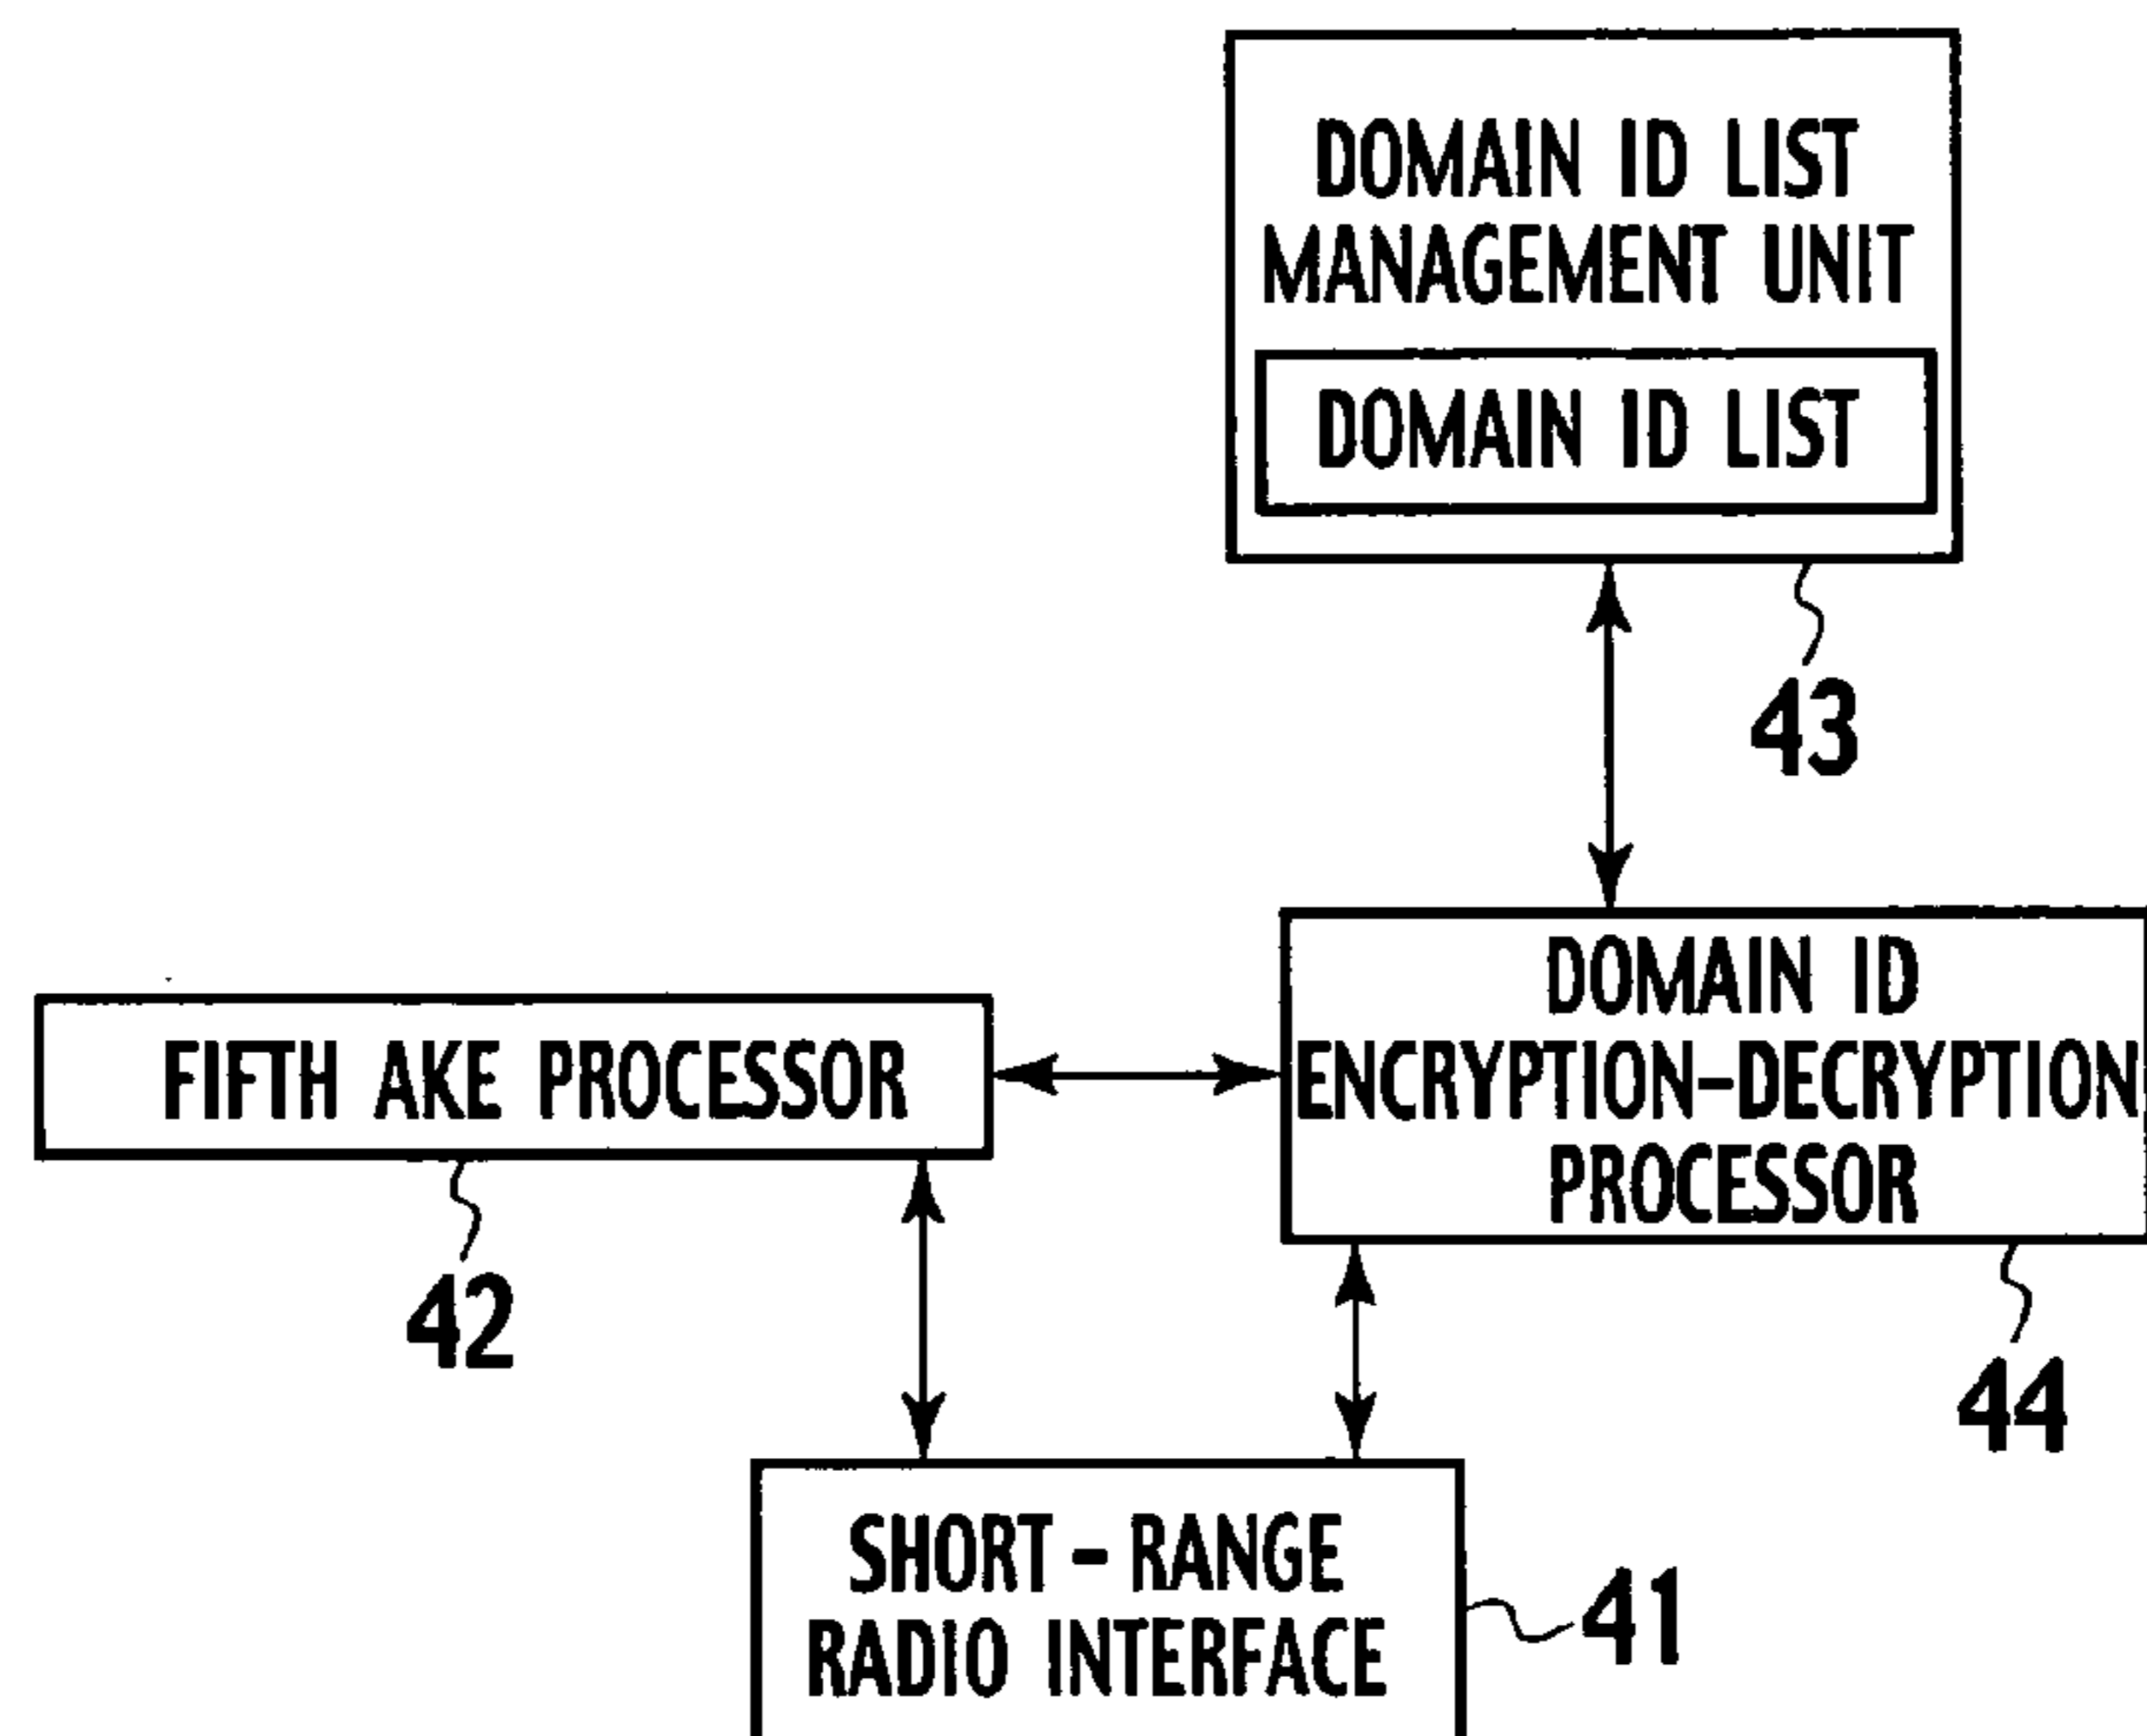 DOMAIN ID LIST
MANAGEMENT UNIT
DOMAIN ID LIST
43
FIFTH AKE PROCESSOR
42
DOMAIN ID
ENCRYPTION-DECRYPTION
PROCESSOR
44
SHORT-RANGE
RADIO INTERFACE
41